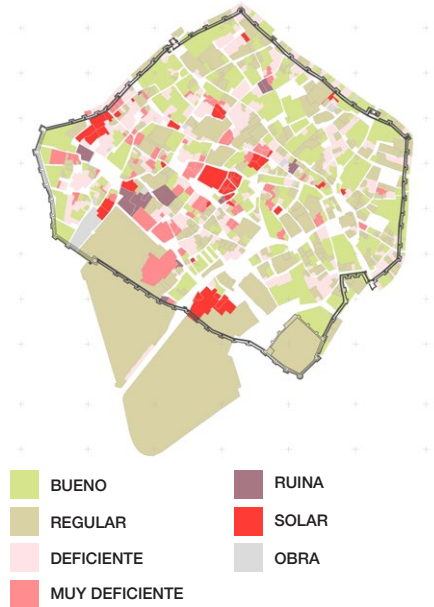 BUENO
REGULAR
DEFICIENTE
MUY DEFICIENTE
RUINA
SOLAR
OBRA